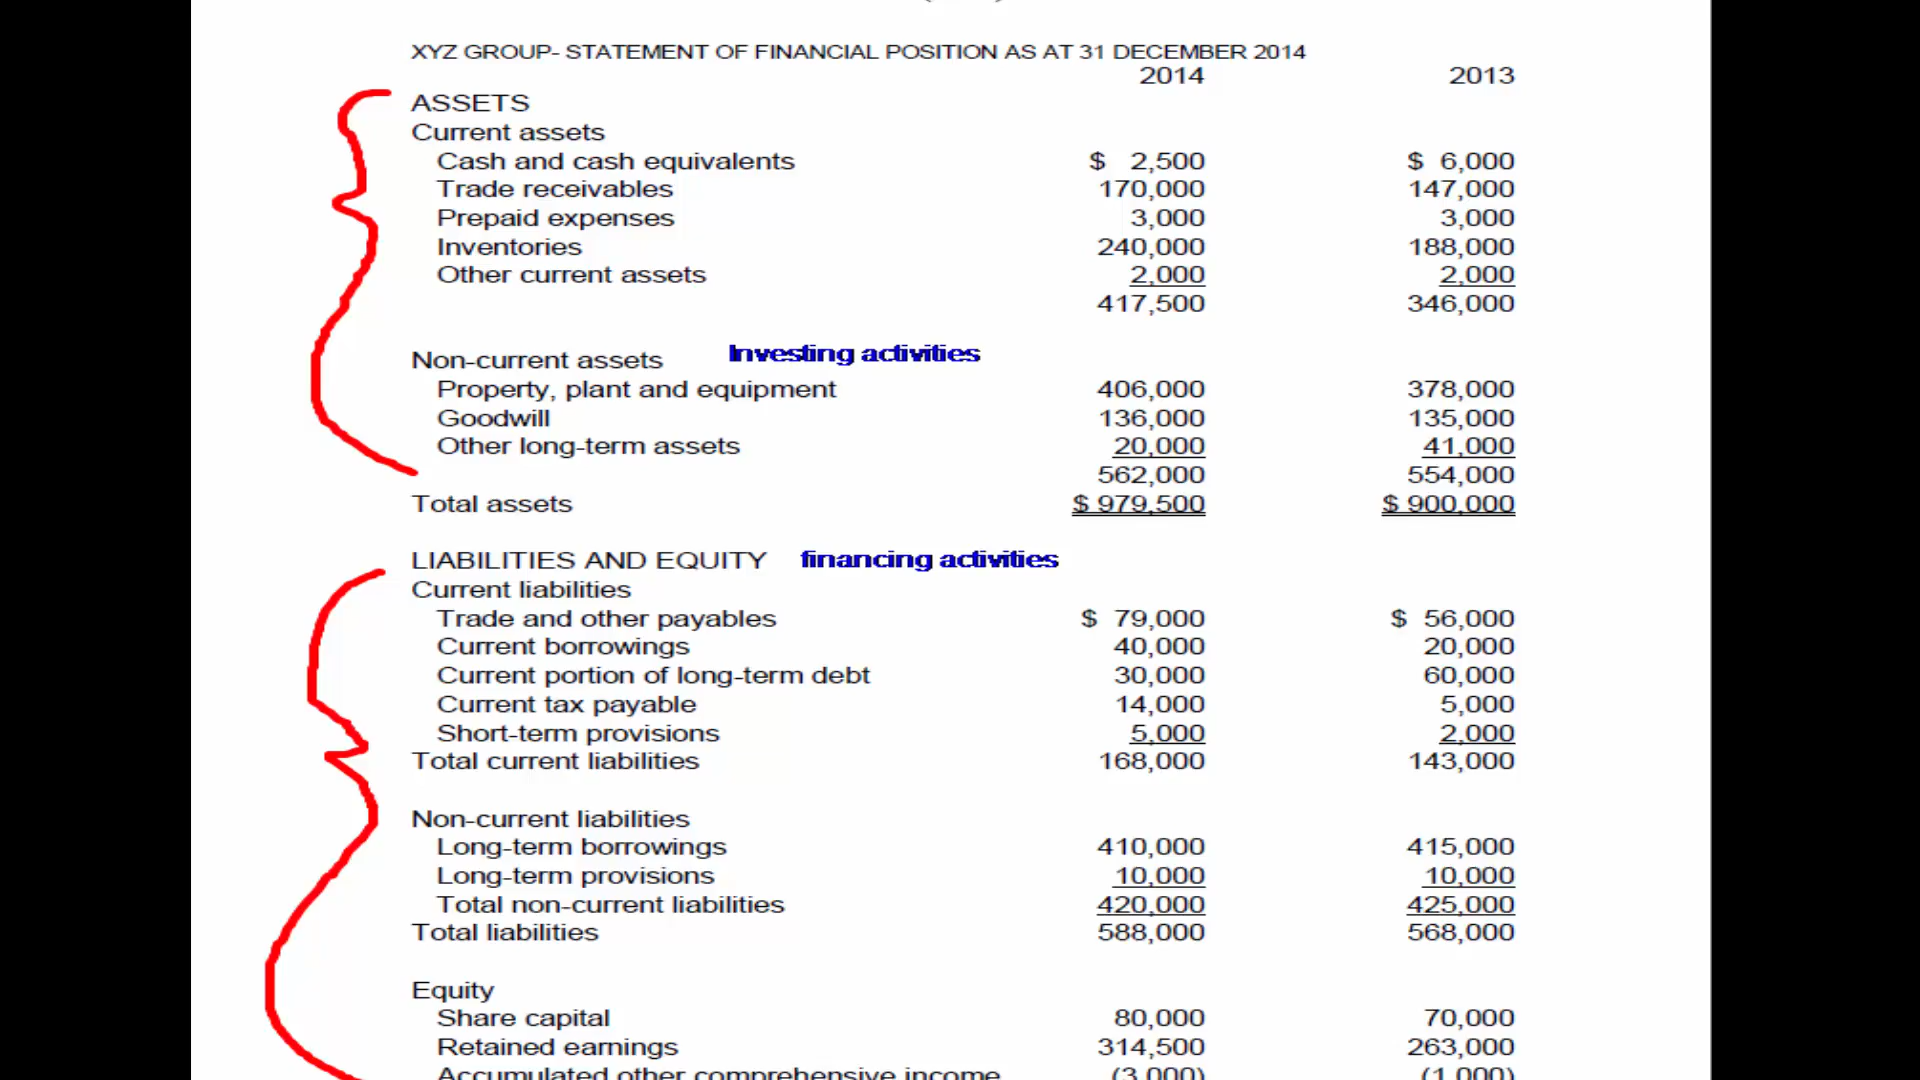 XYZ GROUP- STATEMENT OF FINANCIAL POSITION AS AT 31 DECEMBER 2014
2014 2013
ASSETS
Current assets
Cash and cash equivalents $ 2,500 $ 6,000
Trade receivables 170,000 147,000
Prepaid expenses 3,000 3,000
Inventories 240,000 188,000
Other current assets 2,000 2,000
417,500 346,000
Non-current assets Investing activities
Property, plant and equipment 406,000 378,000
Goodwill 136,000 135,000
Other long-term assets 20,000 41,000
562,000 554,000
Total assets $ 979,500 $ 900,000
LIABILITIES AND EQUITY financing activities
Current liabilities
Trade and other payables $ 79,000 $ 56,000
Current borrowings 40,000 20,000
Current portion of long-term debt 30,000 60,000
Current tax payable 14,000 5,000
Short-term provisions 5,000 2,000
Total current liabilities 168,000 143,000
Non-current liabilities
Long-term borrowings 410,000 415,000
Long-term provisions 10,000 10,000
Total non-current liabilities 420,000 425,000
Total liabilities 588,000 568,000
Equity
Share capital 80,000 70,000
Retained earnings 314,500 263,000
Accumulated other comprehensive income (3,000) (1,000)